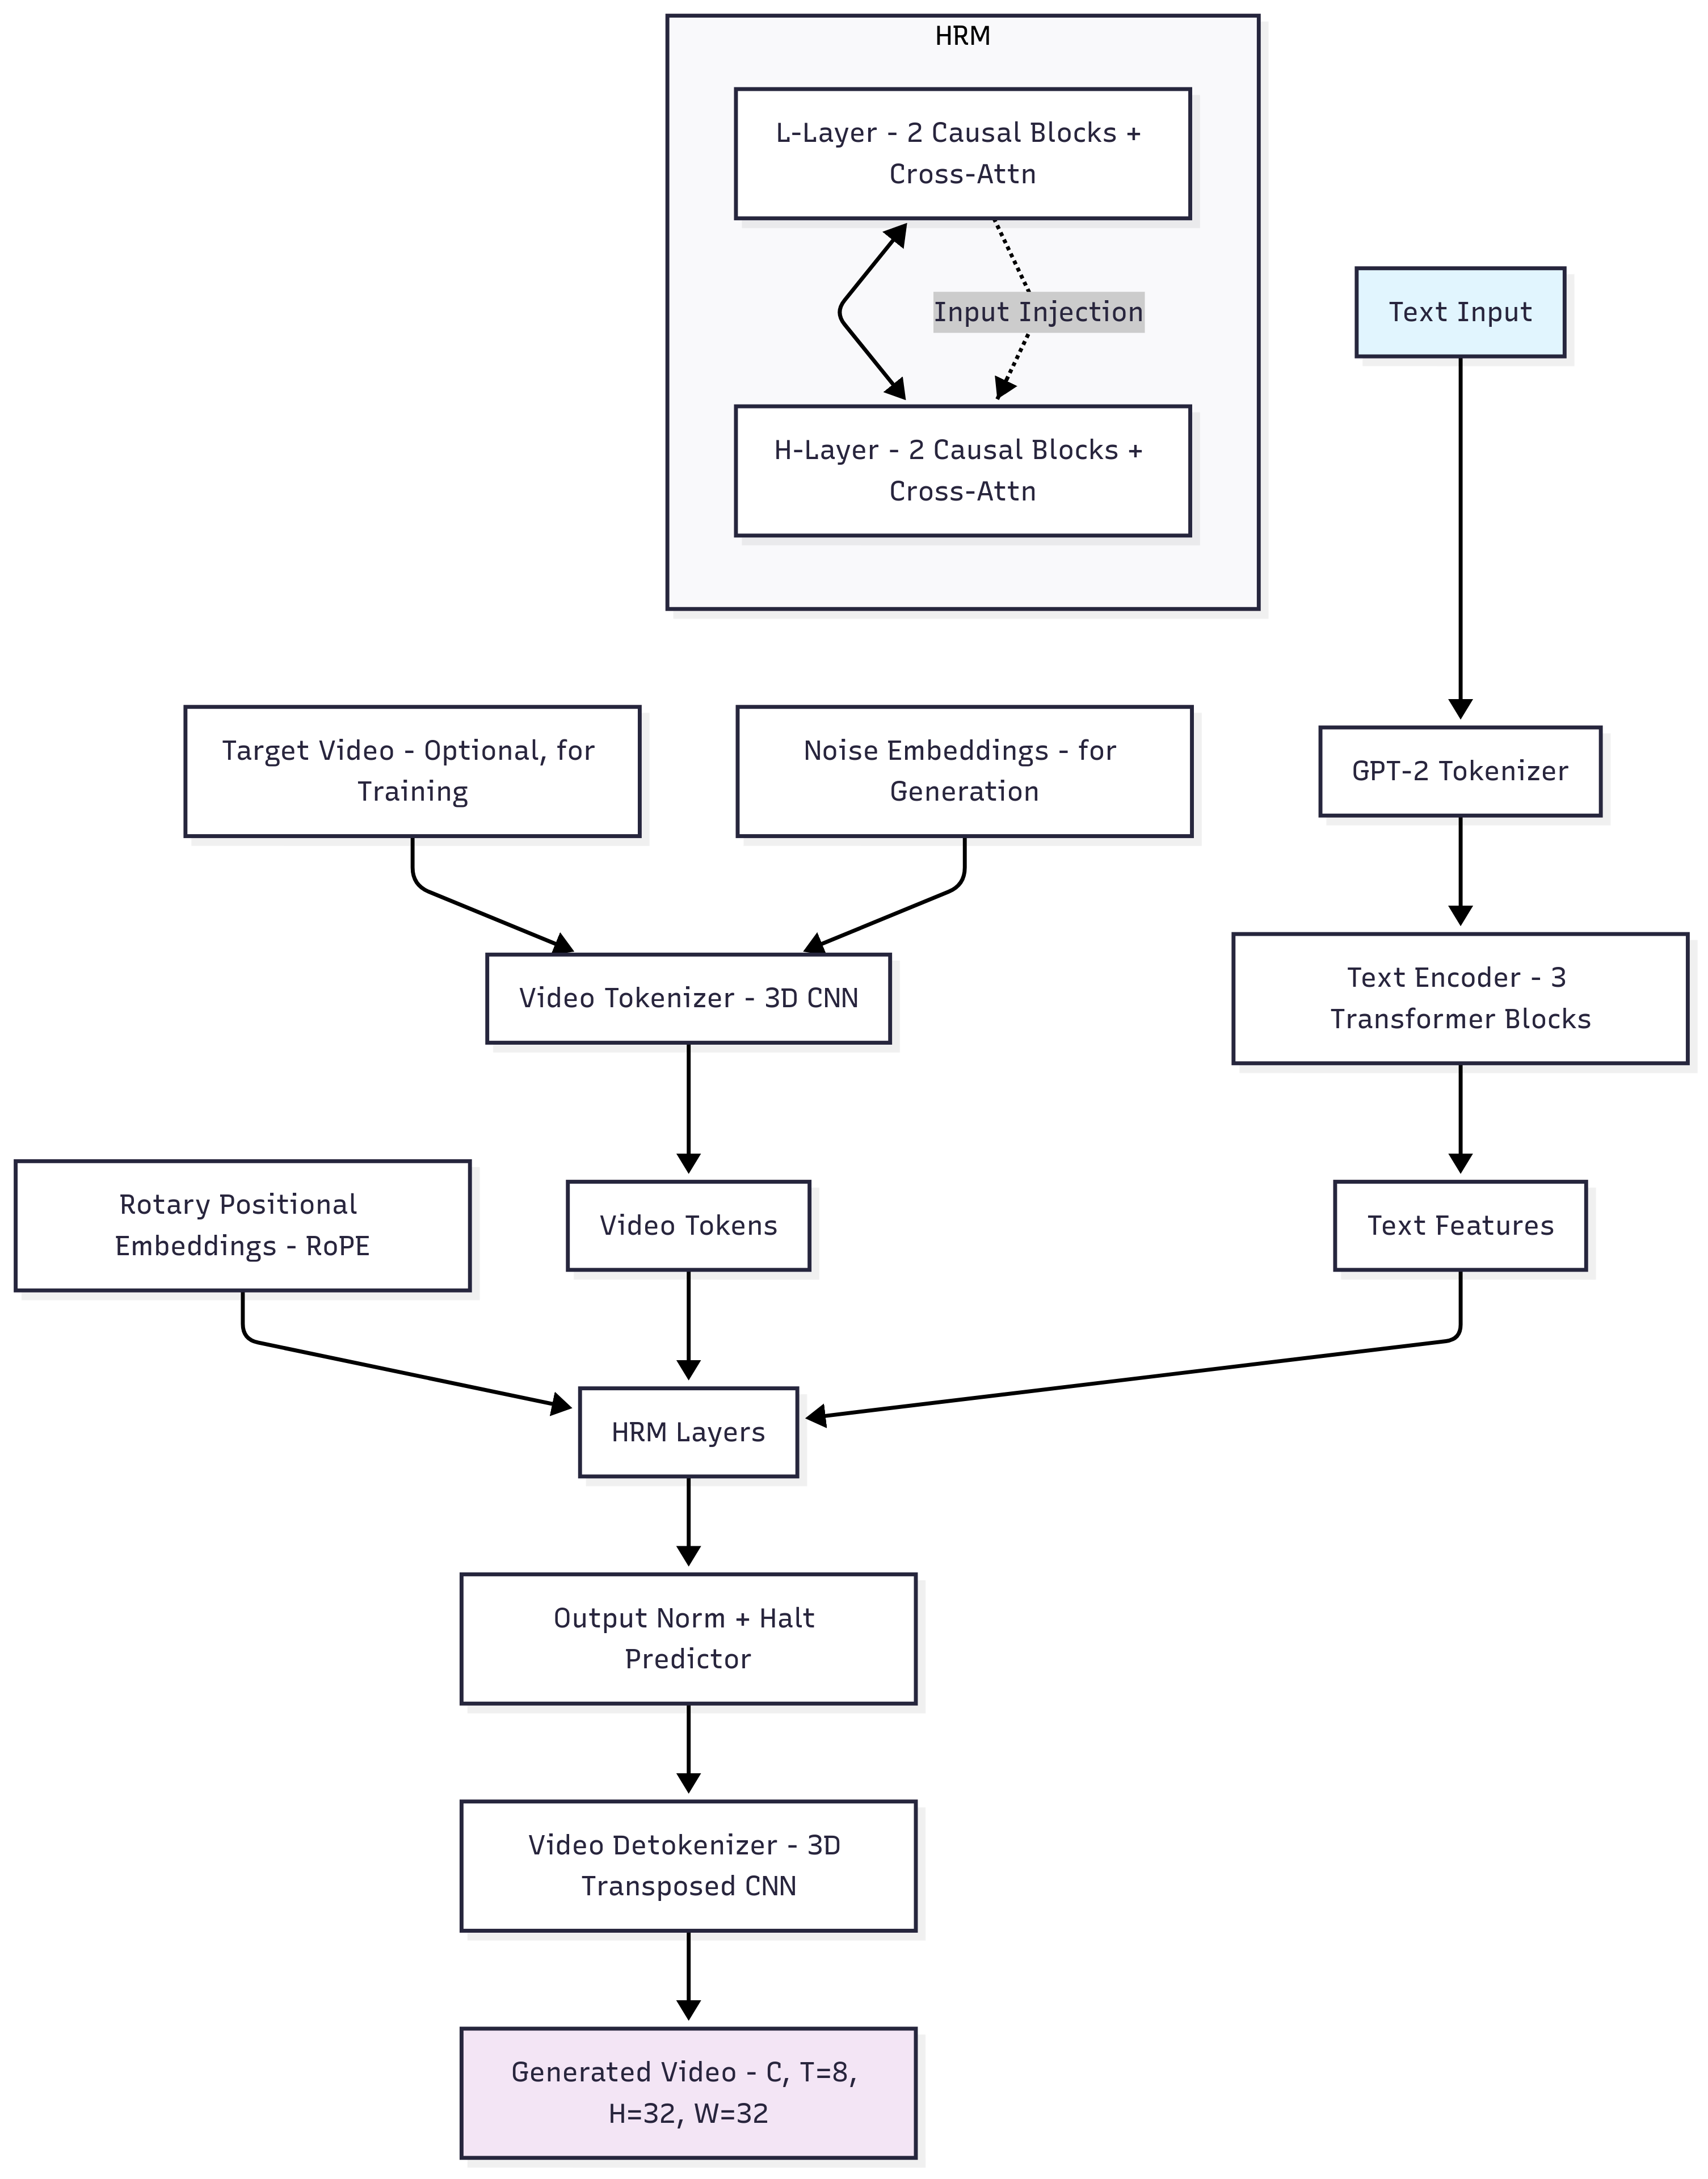 HRM
L-Layer - 2 Causal Blocks +
Cross-Attn
Input Injection
Text Input
H-Layer - 2 Causal Blocks +
Cross-Attn
Target Video - Optional, for
Training
Noise Embeddings - for
Generation
GPT-2 Tokenizer
Video Tokenizer - 3D CNN
Text Encoder - 3
Transformer Blocks
Rotary Positional
Embeddings - RoPE
Video Tokens
Text Features
HRM Layers
Output Norm + Halt
Predictor
Video Detokenizer - 3D
Transposed CNN
Generated Video - C, T=8,
H=32, W=32